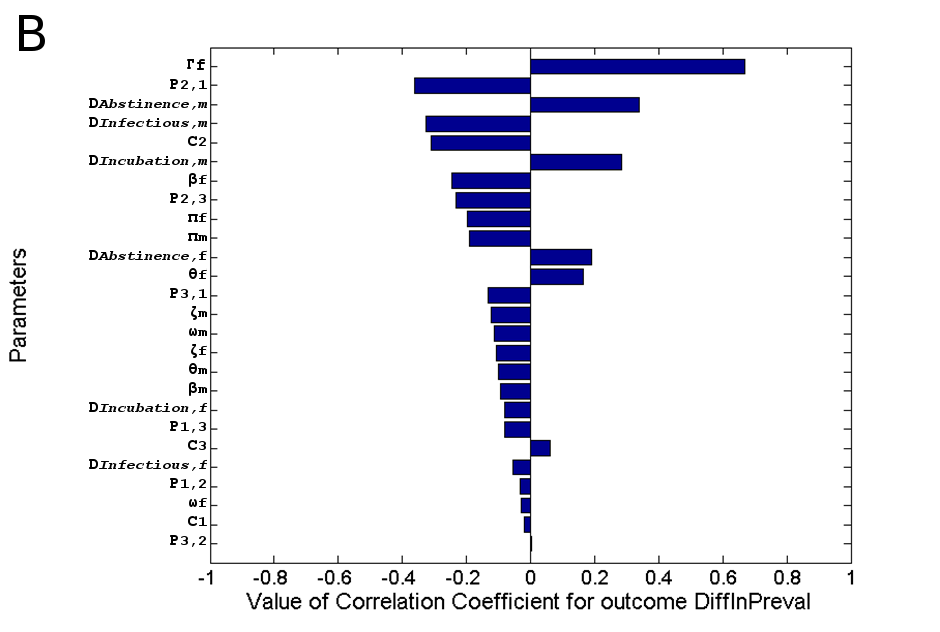 B
Γf
P2,1
DAbstinence,m
DInfectious,m
C2
DIncubation,m
βf
P2,3
πf
πm
DAbstinence,f
θf
P3,1
ζm
ωm
ζf
θm
βm
DIncubation,f
P1,3
C3
DInfectious,f
P1,2
ωf
C1
P3,2
Parameters
-1 -0.8 -0.6 -0.4 -0.2 0 0.2 0.4 0.6 0.8 1
Value of Correlation Coefficient for outcome DiffInPreval